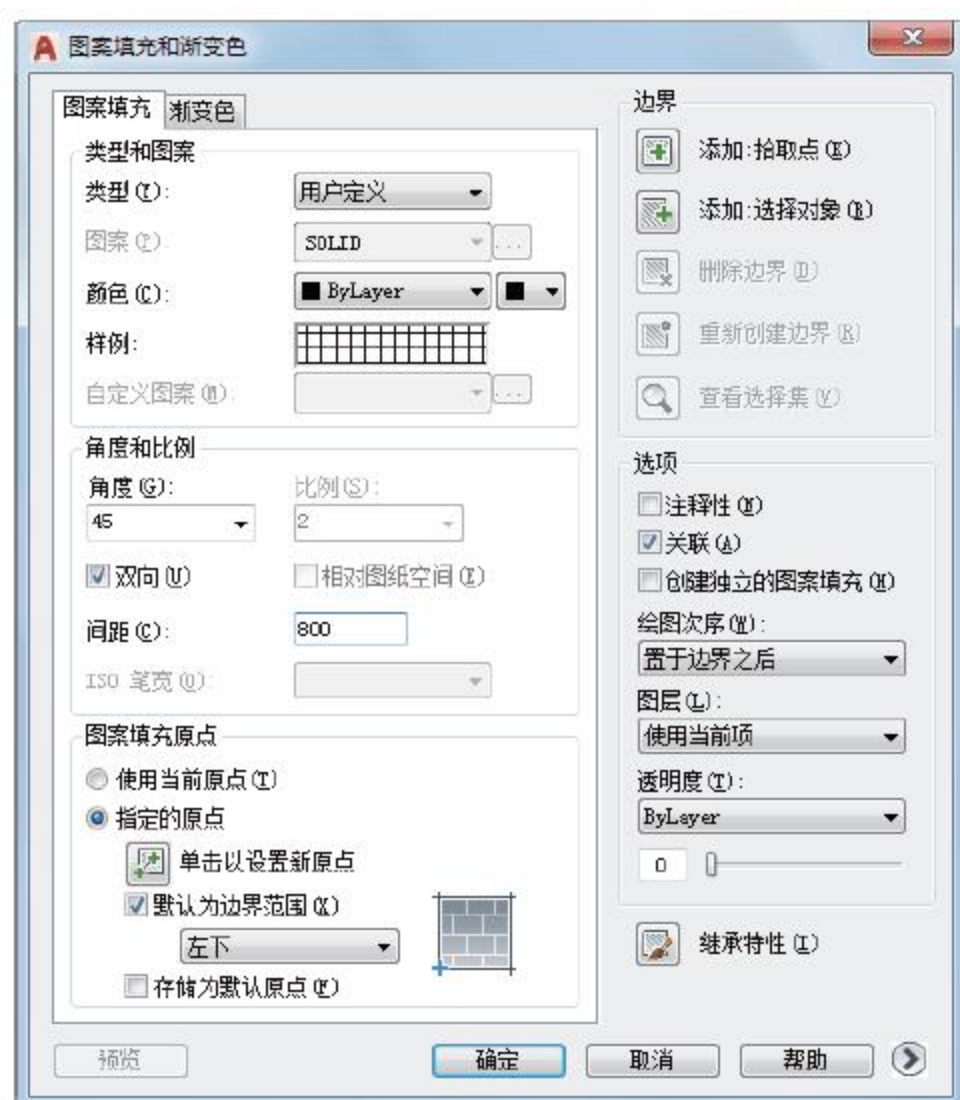 图案填充和渐变色
图案填充 渐变色
类型和图案
类型(Y): 用户定义
图案(P): SOLID ...
颜色(C): ByLayer
样例:
自定义图案(M): ...
角度和比例
角度(G): 比例(S):
45 2
双向(U) 相对图纸空间(E)
间距(C): 800
ISO 笔宽(O):
图案填充原点
使用当前原点(T)
指定的原点
单击以设置新原点
默认为边界范围(X)
左下
存储为默认原点(F)
边界
添加:拾取点(K)
添加:选择对象(B)
删除边界(D)
重新创建边界(R)
查看选择集(V)
选项
注释性(N)
关联(A)
创建独立的图案填充(H)
绘图次序(W):
置于边界之后
图层(L):
使用当前项
透明度(T):
ByLayer
0
继承特性(I)
预览 确定 取消 帮助